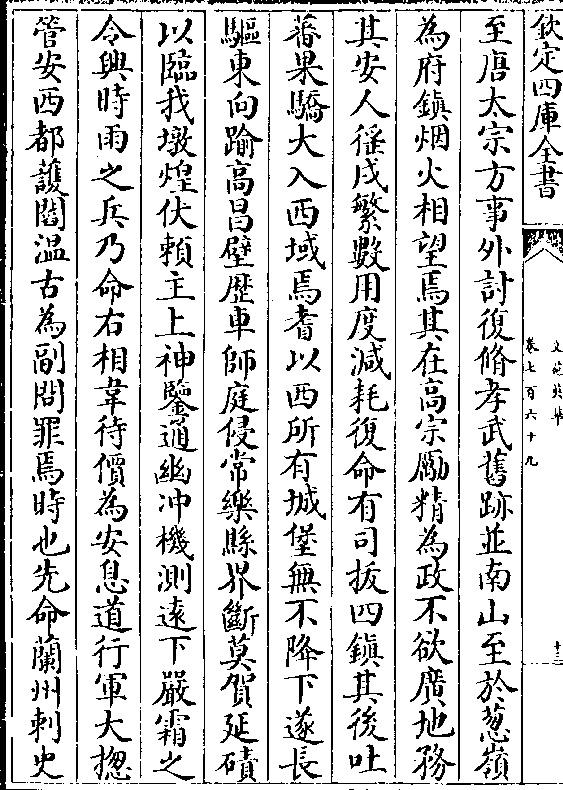 欽定四庫全書
文苑英華
卷七百六十九
十三
至唐太宗方事外討復脩孝武舊跡並南山至於葱嶺
為府鎮烟火相望焉其在高宗勵精為政不欲廣地務
其安人徭戍繁數用度減耗復命有司拔四鎮其後吐
蕃果驕大入西域焉耆以西所有城堡無不降下遂長
驅東向踰高昌壁歴車師庭侵常樂縣界斷莫賀延磧
以臨我墩煌伏賴主上神鑒通幽冲機測逺下嚴霜之
令興時雨之兵乃命右相韋待價為安息道行軍大揔
管安西都䕶閻温古為副問罪焉時也先命蘭州刺史